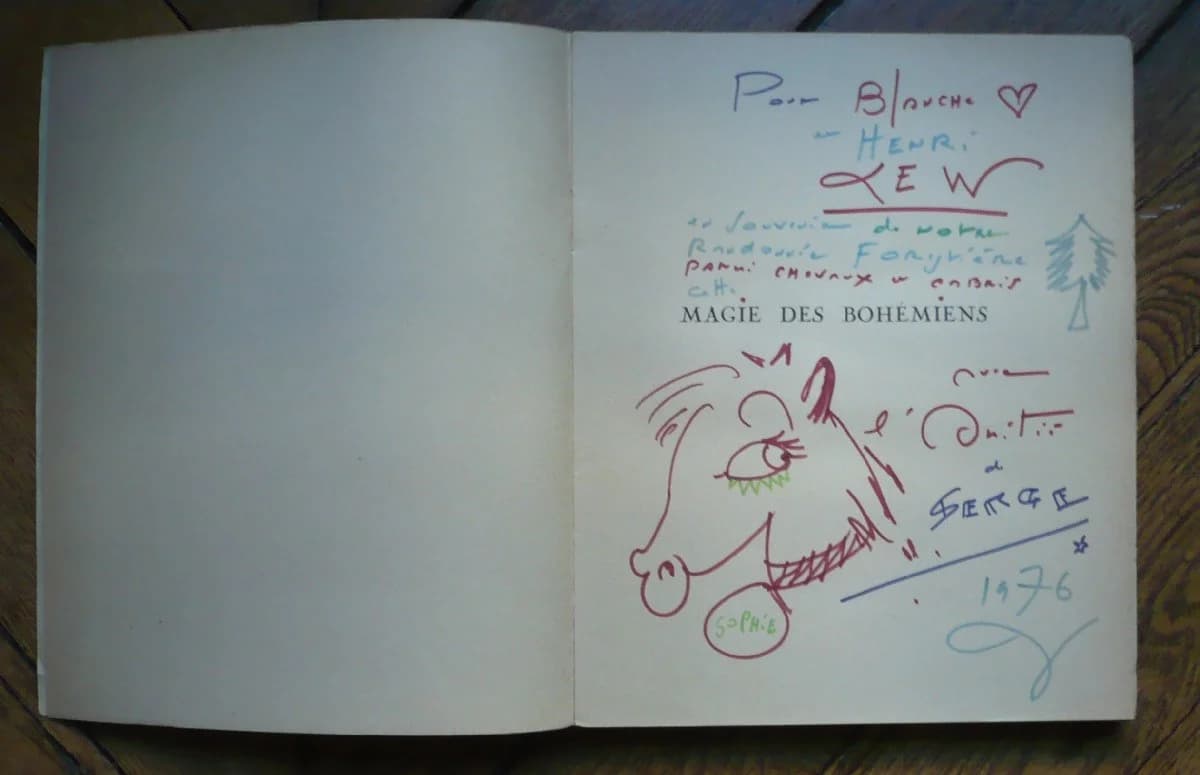 Pour Blanche
HENRi
LEW
en souvenir de notre
Randonnée Forestière
PARMi CHEVAUX
cette
MAGIE DES BOHÉMIENS
avec
l'Amitié
de
SERGE
1976
SOPHiE